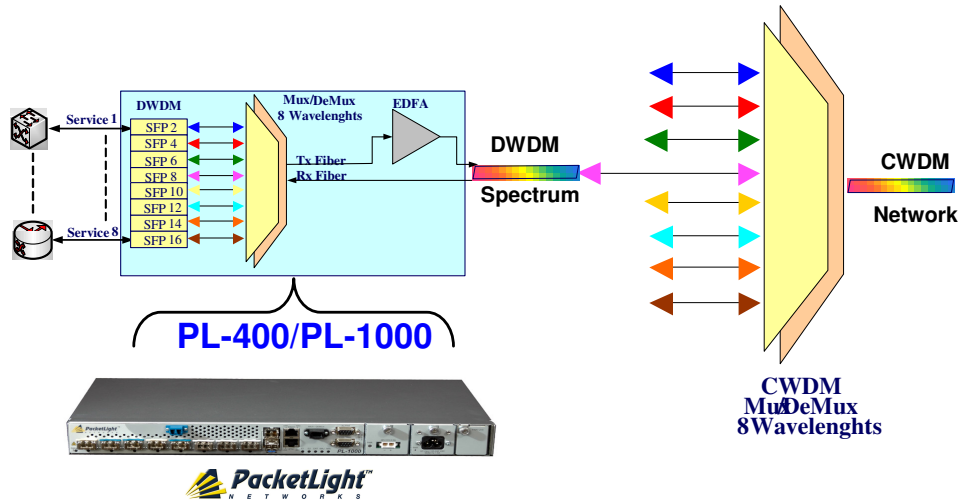 DWDM
Mux/DeMux
8 Wavelenghts
EDFA
Service 1
SFP 2
SFP 4
SFP 6
SFP 8
SFP 10
SFP 12
SFP 14
SFP 16
Service 8
Tx Fiber
Rx Fiber
DWDM
Spectrum
CWDM
Network
PL-400/PL-1000
CWDM
Mux/DeMux
8 Wavelenghts
PacketLight
PL-1000
PacketLight™
NETWORKS